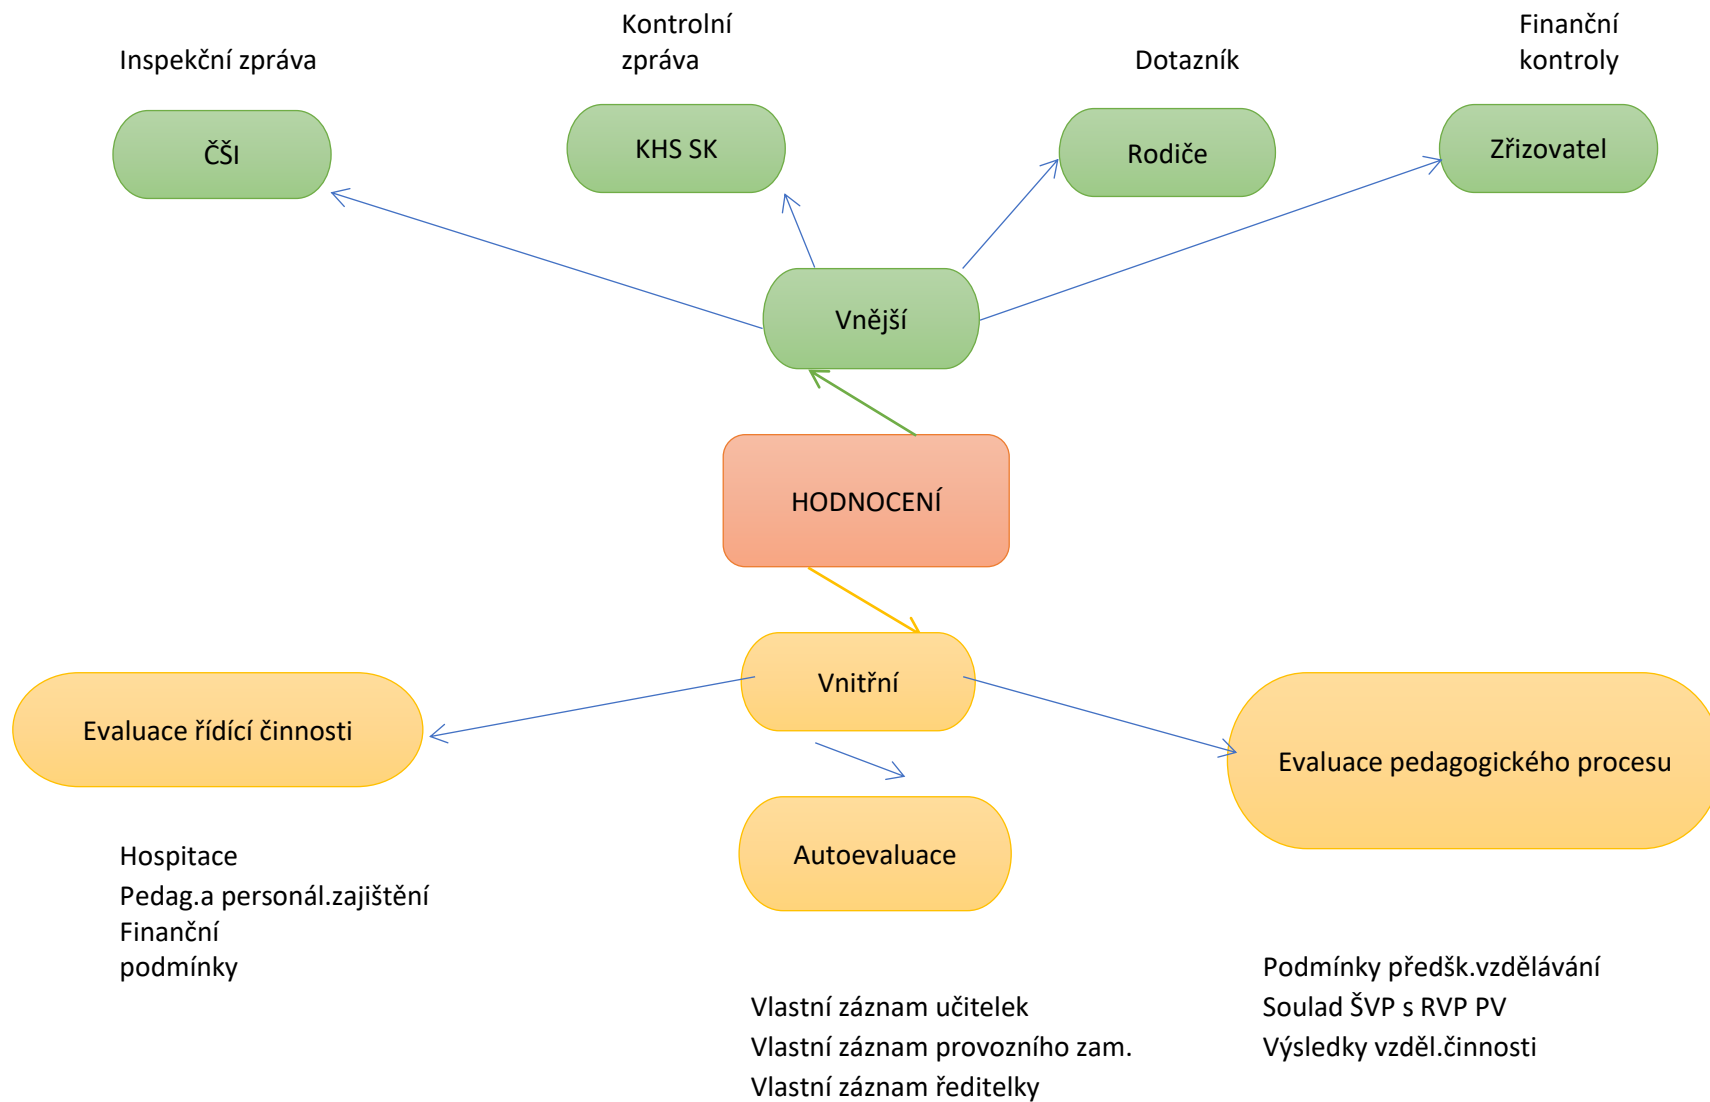 Inspekční zpráva
Kontrolní
zpráva
Dotazník
Finanční
kontroly
ČŠI
KHS SK
Rodiče
Zřizovatel
Vnější
HODNOCENÍ
Vnitřní
Evaluace řídící činnosti
Autoevaluace
Evaluace pedagogického procesu
Hospitace
Pedag.a personál.zajištění
Finanční
podmínky
Vlastní záznam učitelek
Vlastní záznam provozního zam.
Vlastní záznam ředitelky
Podmínky předšk.vzdělávání
Soulad ŠVP s RVP PV
Výsledky vzděl.činnosti